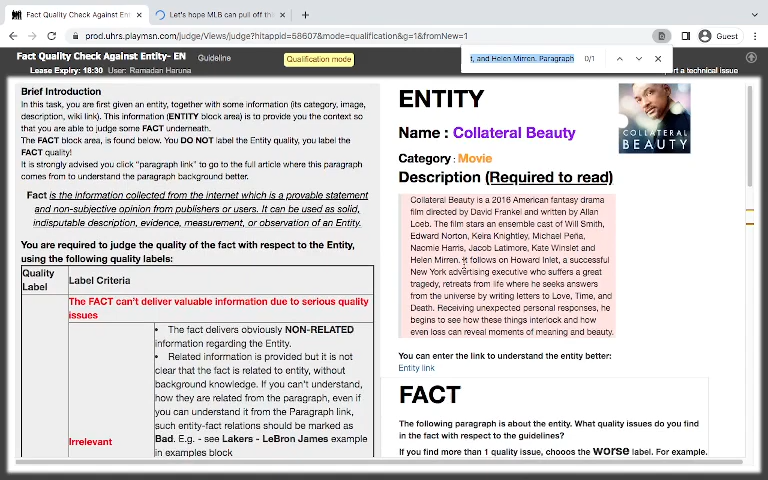 Fact Quality Check Against Entity- EN
Let's hope MLB can pull off thi
prod.uhrs.playmsn.com/judge/Views/judge?hitappid=58607&mode=qualification&g=1&fromNew=1
Guest
Fact Quality Check Against Entity- EN
Guideline
Qualification mode
t, and Helen Mirren. Paragraph
0/1
Lease Expiry: 18:30 User: Ramadan Haruna
rt a technical issue
Brief Introduction
In this task, you are first given an entity, together with some information (its category, image,
description, wiki link). This information (ENTITY block area) is to provide you the context so
that you are able to judge some FACT underneath.
The FACT block area, is found below. You DO NOT label the Entity quality, you label the
FACT quality!
It is strongly advised you click "paragraph link" to go to the full article where this paragraph
comes from to understand the paragraph background better.
Fact is the information collected from the internet which is a provable statement
and non-subjective opinion from publishers or users. It can be used as solid,
indisputable description, evidence, measurement, or observation of an Entity.
You are required to judge the quality of the fact with respect to the Entity,
using the following quality labels:
Quality
Label
Label Criteria
The FACT can't deliver valuable information due to serious quality
issues
Irrelevant
• The fact delivers obviously NON-RELATED
information regarding the Entity.
• Related information is provided but it is not
clear that the fact is related to entity, without
background knowledge. If you can't understand,
how they are related from the paragraph, even if
you can understand it from the Paragraph link,
such entity-fact relations should be marked as
Bad. E.g. - see Lakers - LeBron James example
in examples block
ENTITY
Name : Collateral Beauty
Category : Movie
Description (Required to read)
COLLATERAL
BEAUTY
Collateral Beauty is a 2016 American fantasy drama
film directed by David Frankel and written by Allan
Loeb. The film stars an ensemble cast of Will Smith,
Edward Norton, Keira Knightley, Michael Peña,
Naomie Harris, Jacob Latimore, Kate Winslet and
Helen Mirren. It follows on Howard Inlet, a successful
New York advertising executive who suffers a great
tragedy, retreats from life where he seeks answers
from the universe by writing letters to Love, Time, and
Death. Receiving unexpected personal responses, he
begins to see how these things interlock and how
even loss can reveal moments of meaning and beauty.
You can enter the link to understand the entity better:
Entity link
FACT
The following paragraph is about the entity. What quality issues do you find
in the fact with respect to the guidelines?
If you find more than 1 quality issue, chooos the worse label. For example.